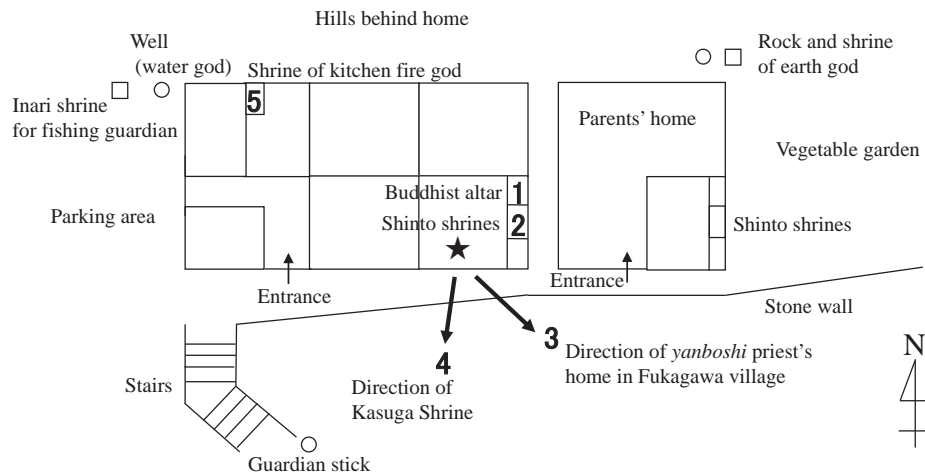 Hills behind home
Well
(water god)
Shrine of kitchen fire god
Rock and shrine
of earth god
Inari shrine
for fishing guardian
5
Parents' home
Vegetable garden
Buddhist altar
1
Parking area
Shinto shrines
2
Shinto shrines
Entrance
Entrance
Stone wall
3
Direction of yanboshi priest's
home in Fukagawa village
N
4
Stairs
Direction of
Kasuga Shrine
Guardian stick